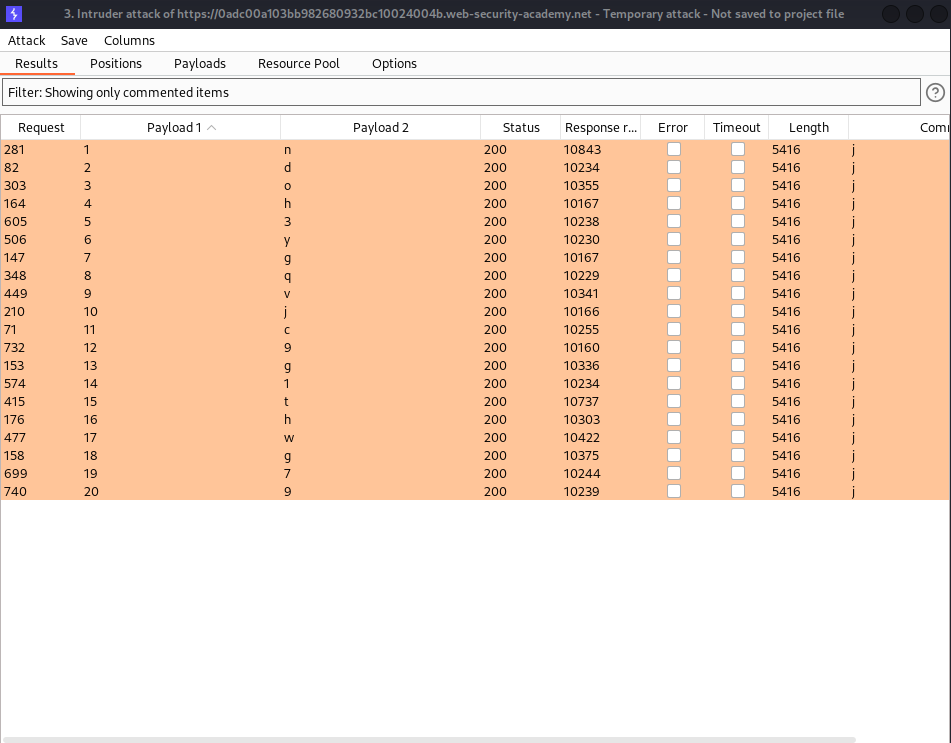 3. Intruder attack of https://0adc00a103bb982680932bc10024004b.web-security-academy.net - Temporary attack - Not saved to project file
Attack Save Columns
Results Positions Payloads Resource Pool Options
Filter: Showing only commented items ?
Request Payload 1 Payload 2 Status Response r... Error Timeout Length Comr
281 1 n 200 10843 5416 j
82 2 d 200 10234 5416 j
303 3 o 200 10355 5416 j
164 4 h 200 10167 5416 j
605 5 3 200 10238 5416 j
506 6 y 200 10230 5416 j
147 7 g 200 10167 5416 j
348 8 q 200 10229 5416 j
449 9 v 200 10341 5416 j
210 10 j 200 10166 5416 j
71 11 c 200 10255 5416 j
732 12 9 200 10160 5416 j
153 13 g 200 10336 5416 j
574 14 1 200 10234 5416 j
415 15 t 200 10737 5416 j
176 16 h 200 10303 5416 j
477 17 w 200 10422 5416 j
158 18 g 200 10375 5416 j
699 19 7 200 10244 5416 j
740 20 9 200 10239 5416 j